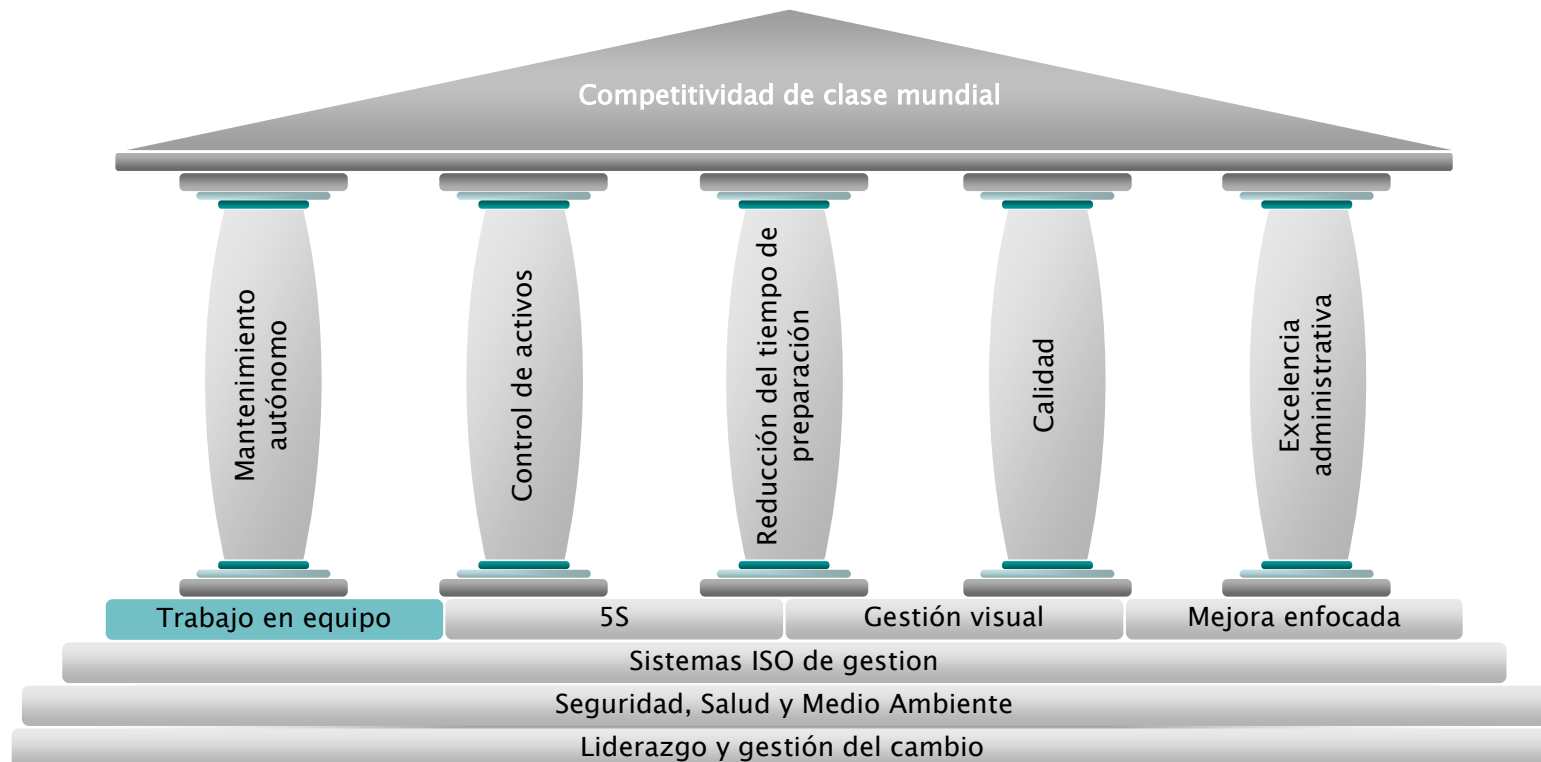 Competitividad de clase mundial
Mantenimiento
autónomo
Control de activos
Reducción del tiempo de
preparación
Calidad
Excelencia
administrativa
Trabajo en equipo
5S
Gestión visual
Mejora enfocada
Sistemas ISO de gestion
Seguridad, Salud y Medio Ambiente
Liderazgo y gestión del cambio